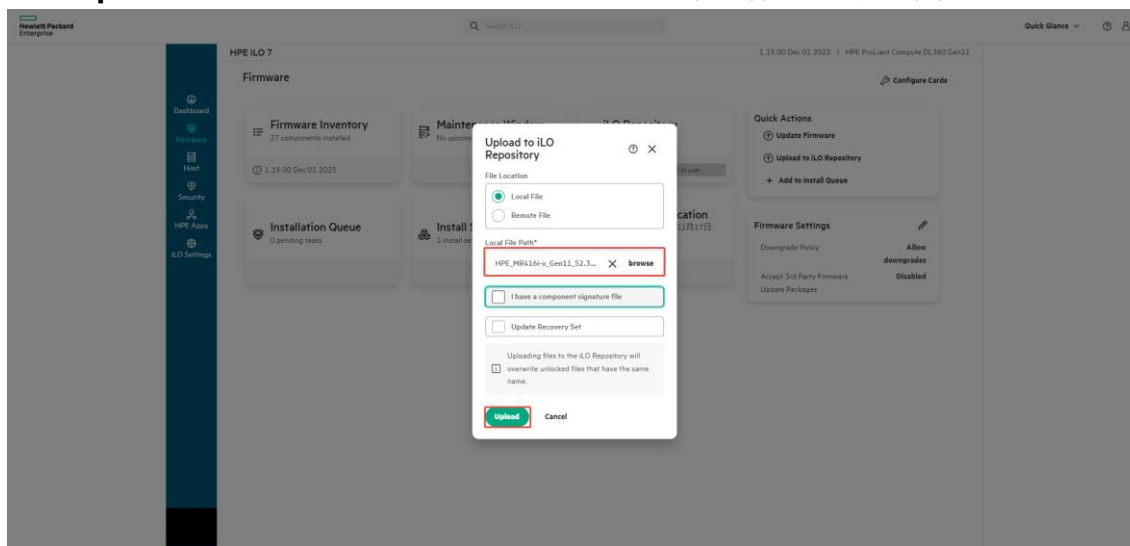 Hewlett Packard
Enterprise
Search iLO
Quick Glance
HPE iLO 7
1.19.00 Dec 02 2025 | HPE ProLiant Compute DL360 Gen12
Firmware
Configure Cards
Dashboard
Firmware
Host
Security
HPE Apps
iLO Settings
Firmware Inventory
27 components installed
1.19.00 Dec 02 2025
Installation Queue
0 pending tasks
Upload to iLO
Repository
File Location
Local File
Remote File
Local File Path*
HPE_MR416i-o_Gen11_52.3...
browse
I have a component signature file
Update Recovery Set
Uploading files to the iLO Repository will
overwrite unlocked files that have the same
name.
Upload
Cancel
Quick Actions
Update Firmware
Upload to iLO Repository
+ Add to Install Queue
Firmware Settings
Downgrade Policy
Allow
downgrades
Accept 3rd Party Firmware
Update Packages
Disabled